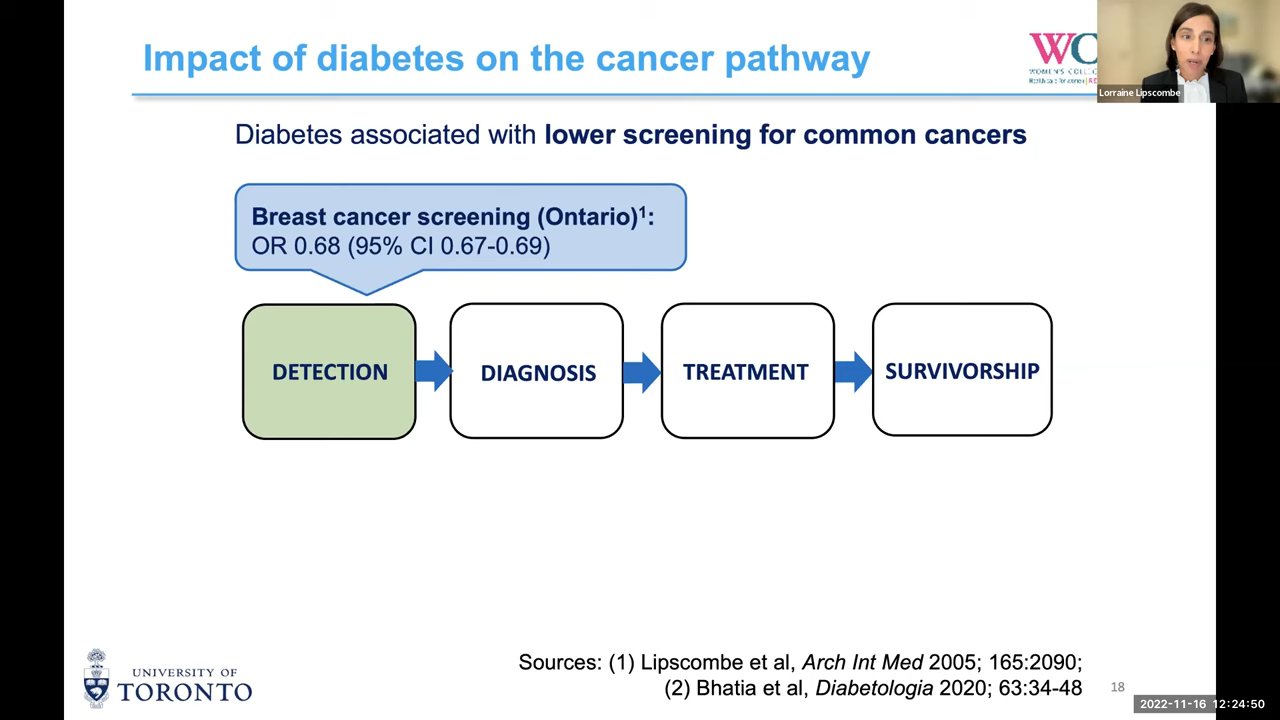 Impact of diabetes on the cancer pathway
WC
WOMEN'S COLLE
Lorraine Lipscombe
Diabetes associated with lower screening for common cancers
Breast cancer screening (Ontario)¹:
OR 0.68 (95% CI 0.67-0.69)
DETECTION
DIAGNOSIS
TREATMENT
SURVIVORSHIP
Sources: (1) Lipscombe et al, Arch Int Med 2005; 165:2090;
(2) Bhatia et al, Diabetologia 2020; 63:34-48
UNIVERSITY OF
TORONTO
18
2022-11-16 12:24:50